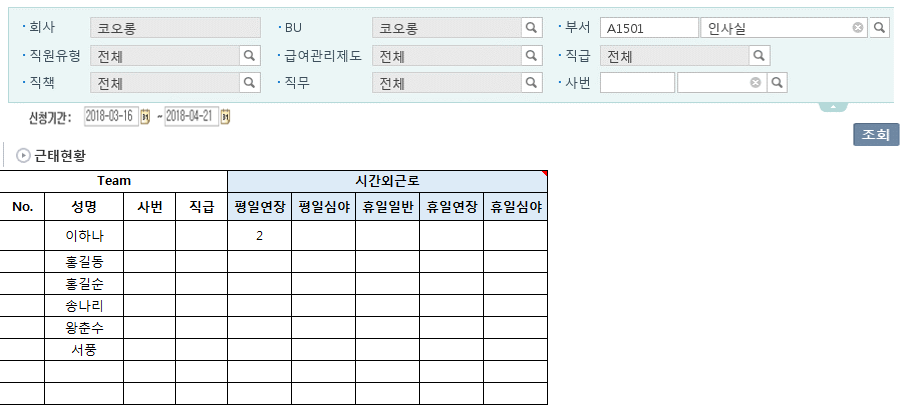 · 회사 코오롱 · BU 코오롱 · 부서 A1501 인사실
· 직원유형 전체 · 급여관리제도 전체 · 직급 전체
· 직책 전체 · 직무 전체 · 사번
신청기간: 2018-03-16 ~ 2018-04-21
조회
근태현황
Team 시간외근로
No. 성명 사번 직급 평일연장 평일심야 휴일일반 휴일연장 휴일심야
이하나 2
홍길동
홍길순
송나리
왕춘수
서풍